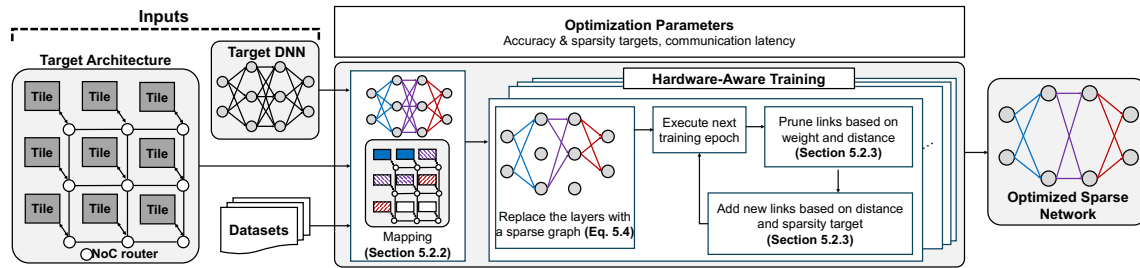 Inputs
Target Architecture
Tile
Tile
Tile
Tile
Tile
Tile
Tile
Tile
Tile
NoC router
Target DNN
Datasets
Optimization Parameters
Accuracy & sparsity targets, communication latency
Mapping
(Section 5.2.2)
Hardware-Aware Training
Replace the layers with
a sparse graph (Eq. 5.4)
Execute next
training epoch
Prune links based on
weight and distance
(Section 5.2.3)
Add new links based on distance
and sparsity target
(Section 5.2.3)
Optimized Sparse
Network